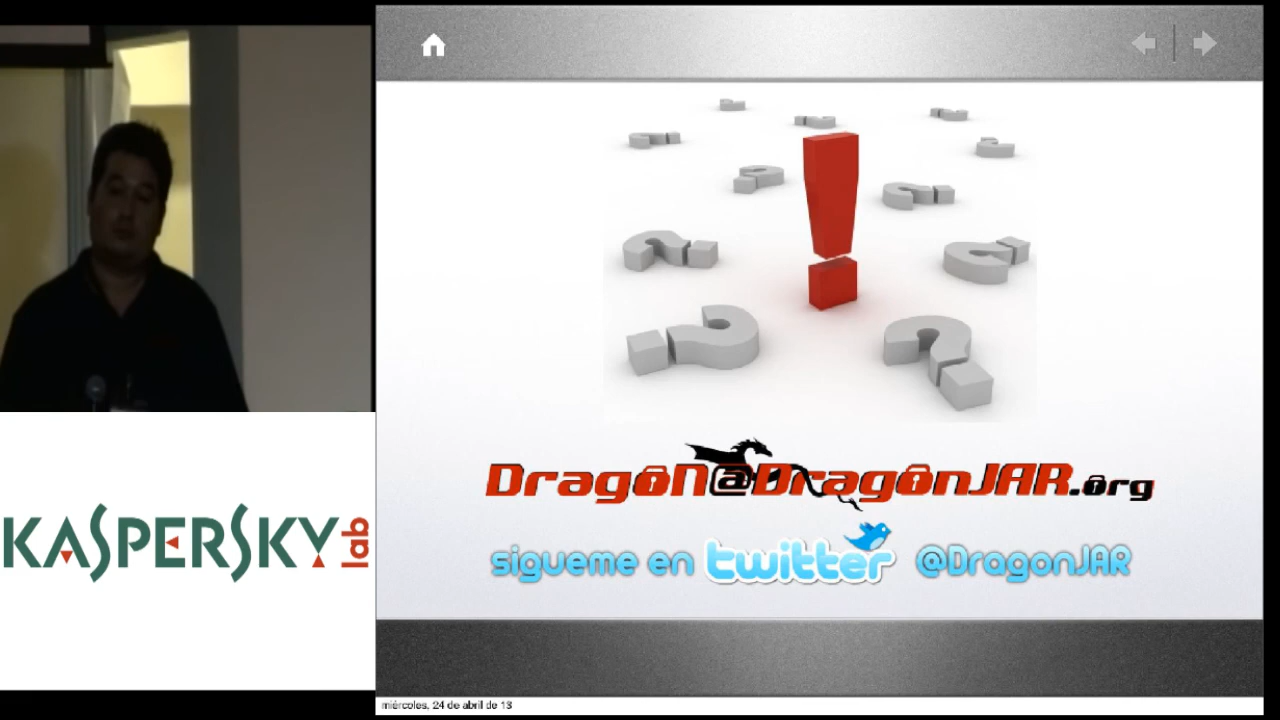 KASPERSKY lab
Dragon@DragonJAR.org
sigueme en twitter @DragonJAR
miércoles, 24 de abril de 13